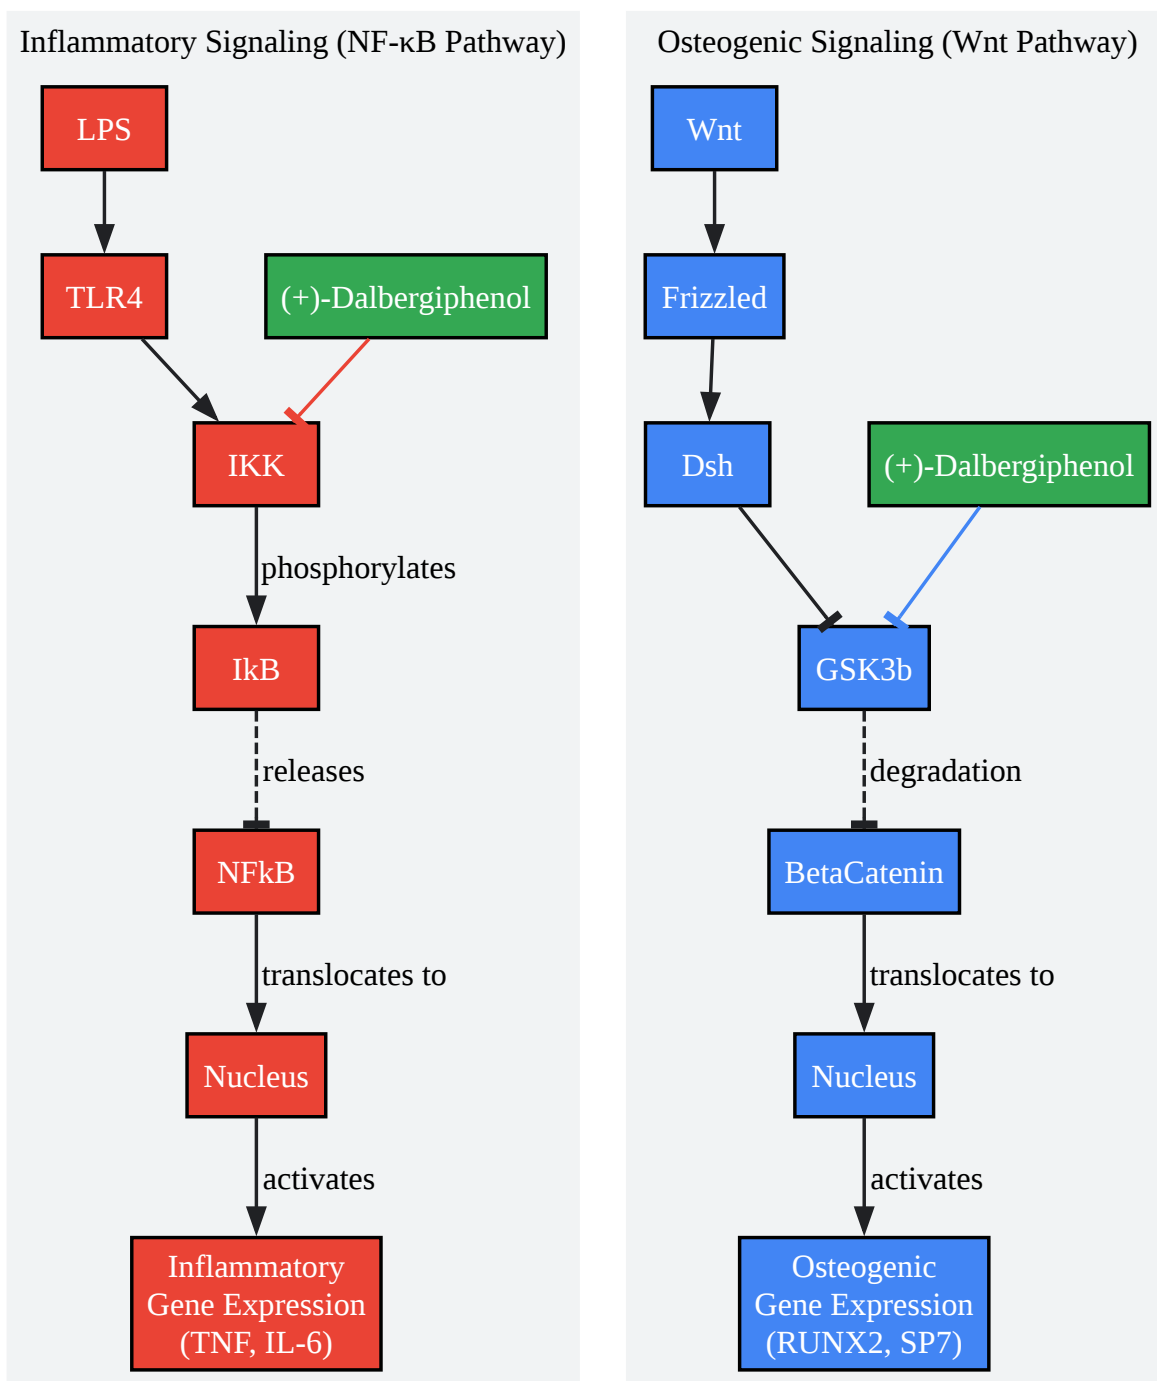 Inflammatory Signaling (NF-κB Pathway)
LPS
TLR4
(+)-Dalbergiphenol
IKK
phosphorylates
IkB
releases
NFkB
translocates to
Nucleus
activates
Inflammatory
Gene Expression
(TNF, IL-6)
Osteogenic Signaling (Wnt Pathway)
Wnt
Frizzled
Dsh
(+)-Dalbergiphenol
GSK3b
degradation
BetaCatenin
translocates to
Nucleus
activates
Osteogenic
Gene Expression
(RUNX2, SP7)